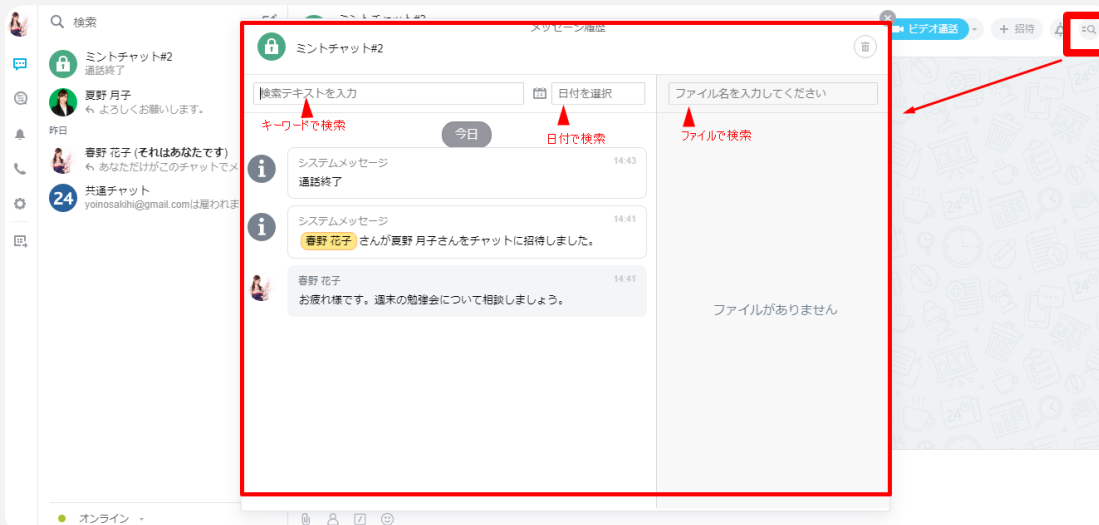 検索
ミントチャット#2
通話終了
夏野 月子
よろしくお願いします。
昨日
春野 花子 (それはあなたです)
あなただけがこのチャットでメ
24
共通チャット
yoinosakihi@gmail.comは雇われま
オンライン
メッセージ履歴
ミントチャット#2
検索テキストを入力
日付を選択
ファイル名を入力してください
キーワードで検索
日付で検索
ファイルで検索
今日
システムメッセージ 14:43
通話終了
システムメッセージ 14:41
春野 花子 さんが夏野 月子さんをチャットに招待しました。
春野 花子 14:41
お疲れ様です。週末の勉強会について相談しましょう。
ファイルがありません
ビデオ通話
+ 招待